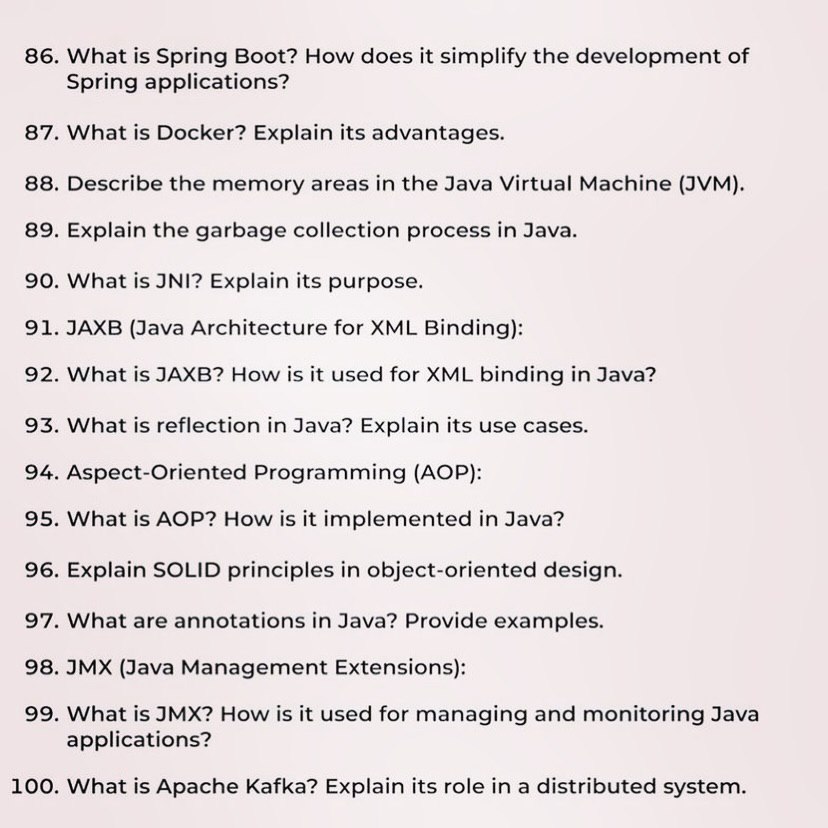 86. What is Spring Boot? How does it simplify the development of
Spring applications?
87. What is Docker? Explain its advantages.
88. Describe the memory areas in the Java Virtual Machine (JVM).
89. Explain the garbage collection process in Java.
90. What is JNI? Explain its purpose.
91. JAXB (Java Architecture for XML Binding):
92. What is JAXB? How is it used for XML binding in Java?
93. What is reflection in Java? Explain its use cases.
94. Aspect-Oriented Programming (AOP):
95. What is AOP? How is it implemented in Java?
96. Explain SOLID principles in object-oriented design.
97. What are annotations in Java? Provide examples.
98. JMX (Java Management Extensions):
99. What is JMX? How is it used for managing and monitoring Java
applications?
100. What is Apache Kafka? Explain its role in a distributed system.